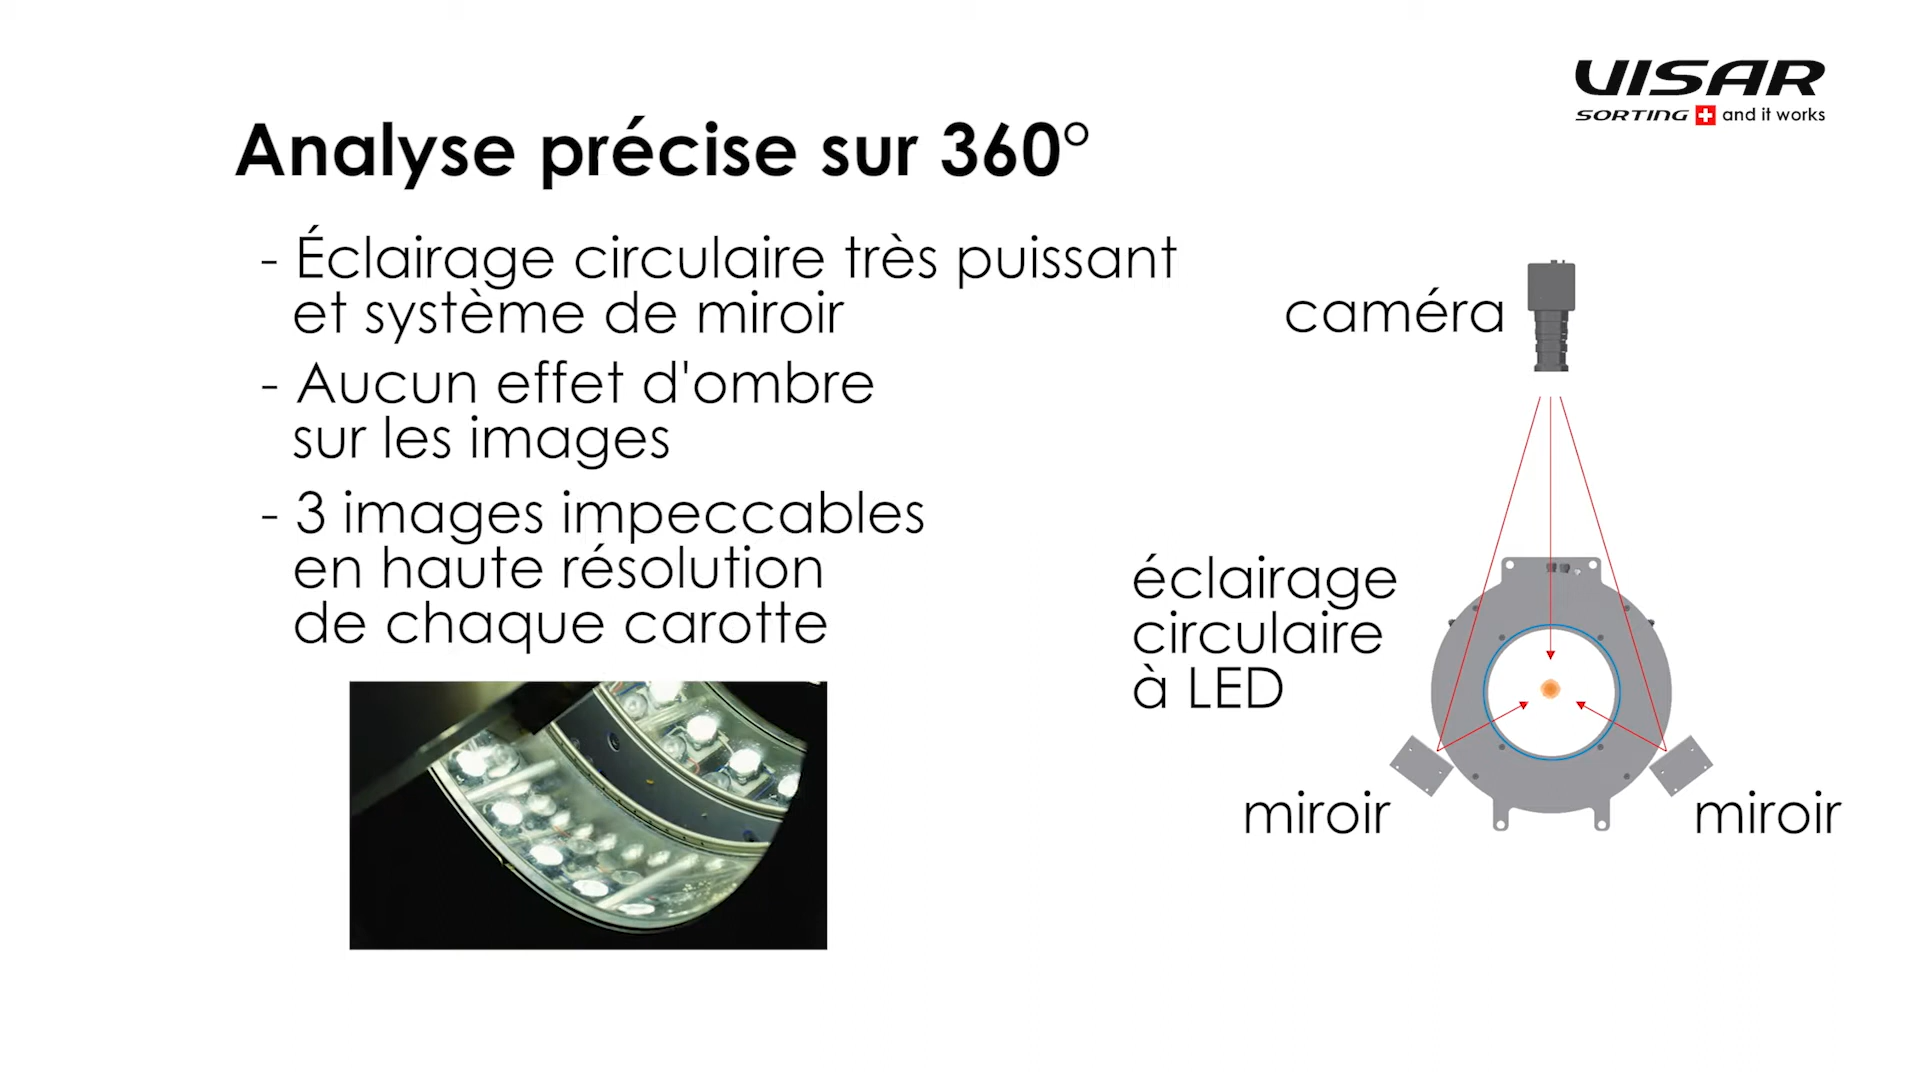 VISAR
SORTING and it works
Analyse précise sur 360°
- Éclairage circulaire très puissant
et système de miroir
- Aucun effet d'ombre
sur les images
- 3 images impeccables
en haute résolution
de chaque carotte
caméra
éclairage
circulaire
à LED
miroir
miroir